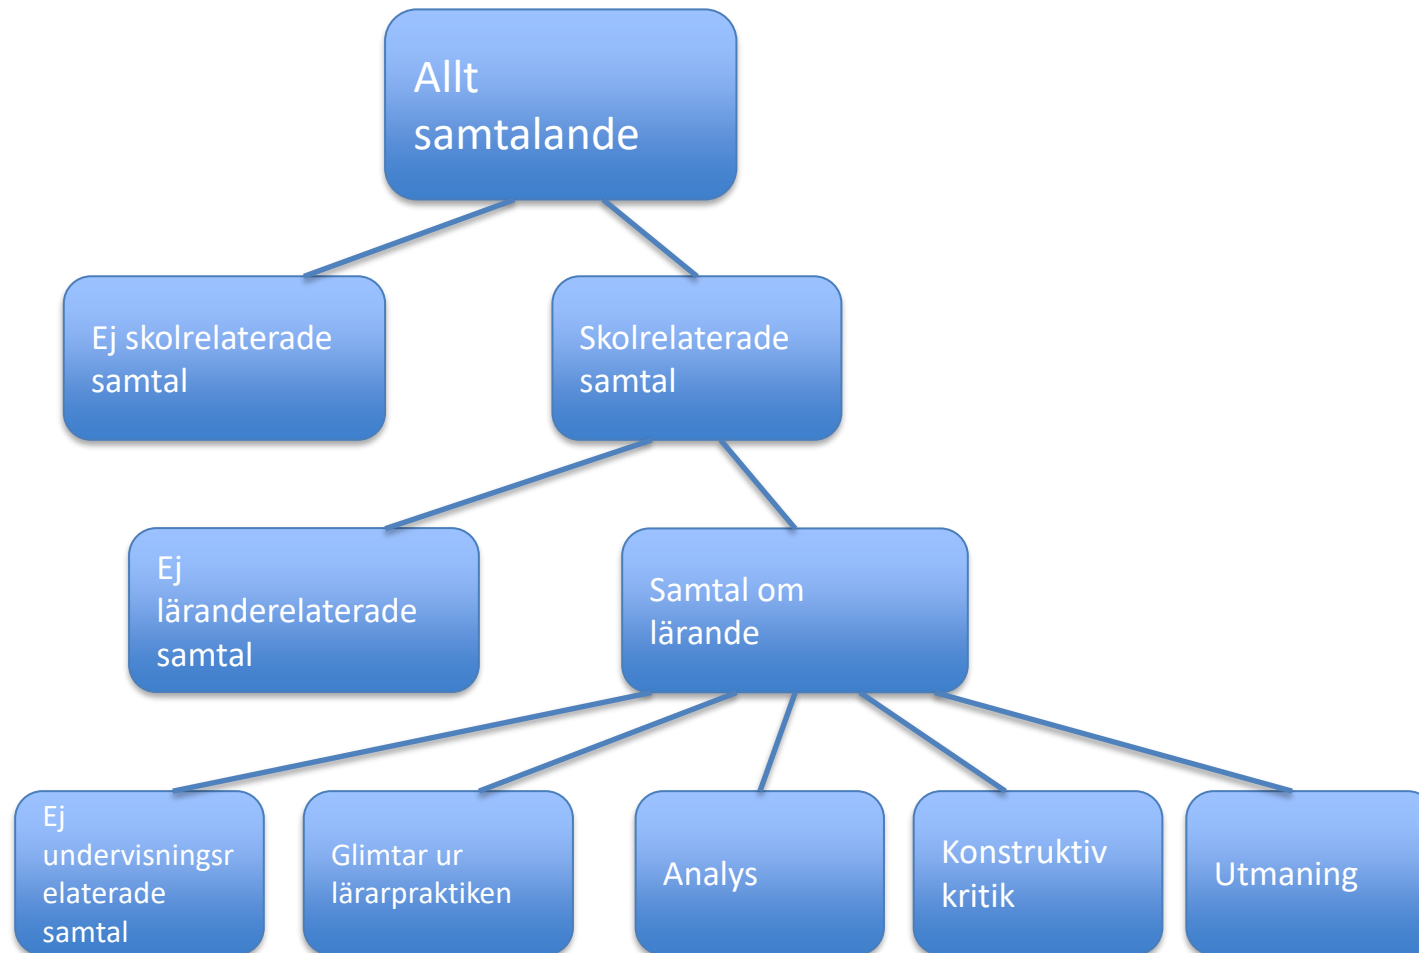 Allt
samtalande
Ej skolrelaterade
samtal
Skolrelaterade
samtal
Ej
läranderelaterade
samtal
Samtal om
lärande
Ej
undervisningsr
elaterade
samtal
Glimtar ur
lärarpraktiken
Analys
Konstruktiv
kritik
Utmaning